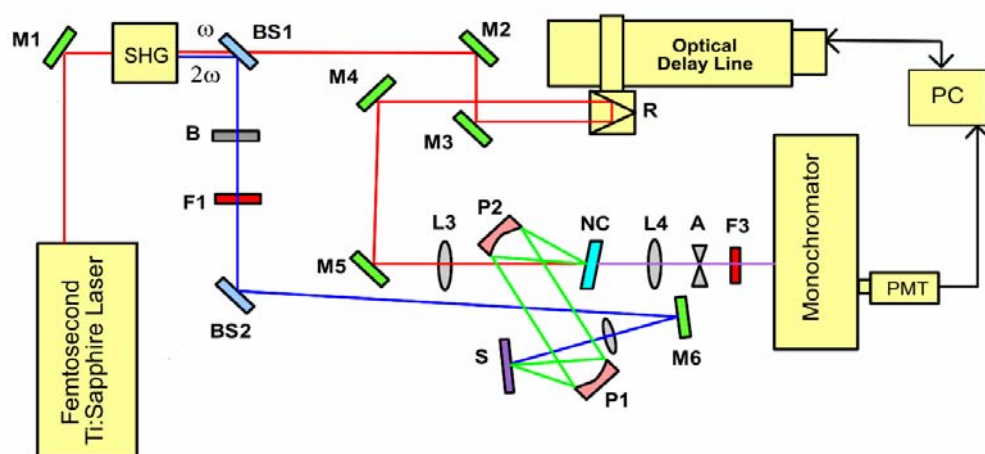 M1
SHG
ω
2ω
BS1
M2
Optical
Delay Line
PC
M4
R
B
M3
F1
P2
NC
L3
L4
A
F3
M5
Monochromator
PMT
BS2
S
M6
P1
Femtosecond
Ti:Sapphire Laser